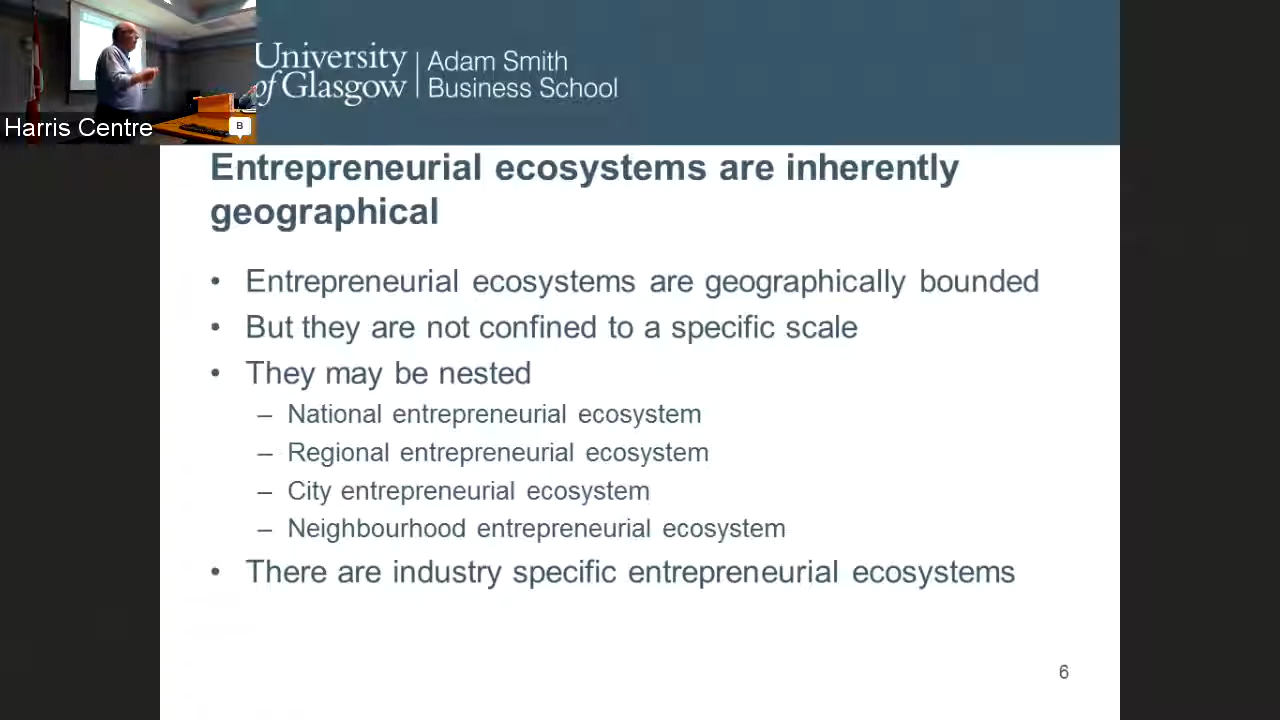 University
of Glasgow
Adam Smith
Business School
Harris Centre
B
Entrepreneurial ecosystems are inherently
geographical
• Entrepreneurial ecosystems are geographically bounded
• But they are not confined to a specific scale
• They may be nested
– National entrepreneurial ecosystem
– Regional entrepreneurial ecosystem
– City entrepreneurial ecosystem
– Neighbourhood entrepreneurial ecosystem
• There are industry specific entrepreneurial ecosystems
6